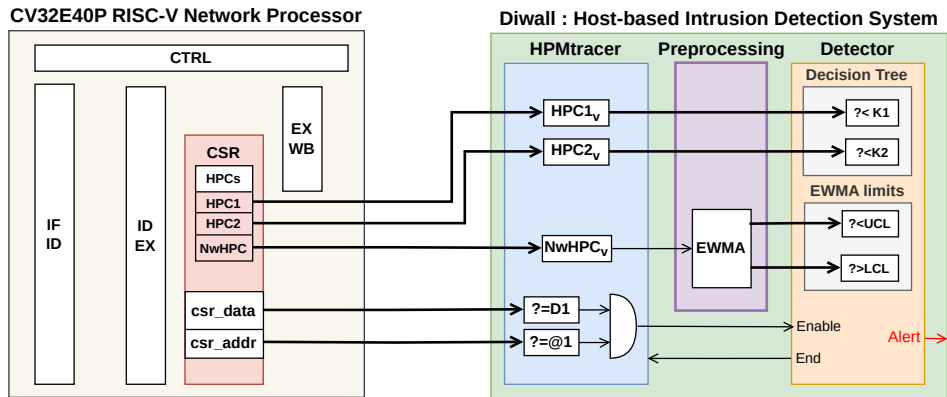 CV32E40P RISC-V Network Processor
CTRL
IF
ID
ID
EX
EX
WB
CSR
HPCs
HPC1
HPC2
NwHPC
csr_data
csr_addr
Diwall : Host-based Intrusion Detection System
HPMtracer
Preprocessing
Detector
HPC1v
HPC2v
NwHPCv
?=D1
?=@1
EWMA
Decision Tree
?< K1
?<K2
EWMA limits
?<UCL
?>LCL
Enable
End
Alert